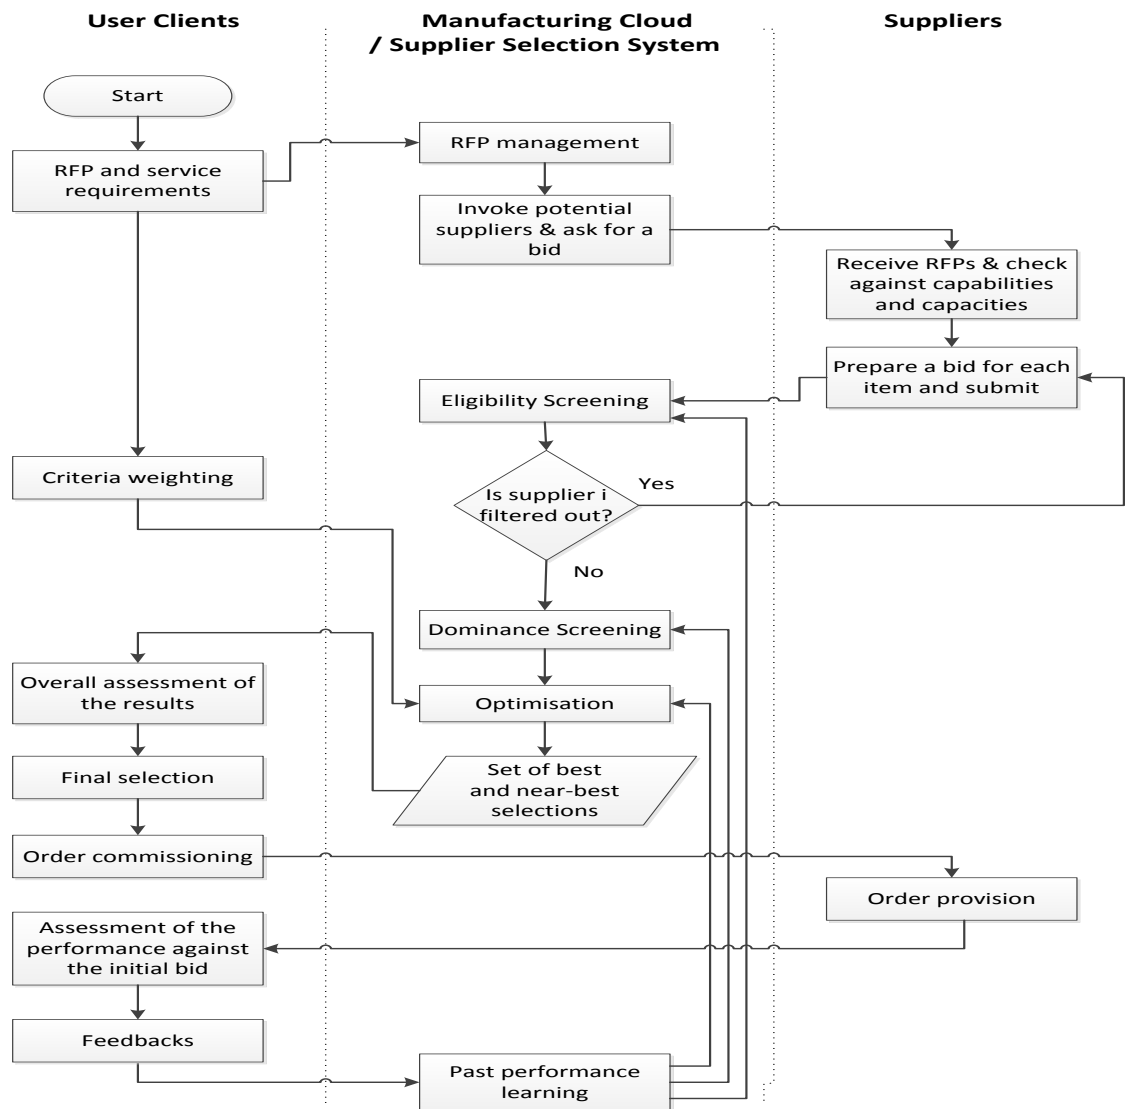 User Clients
Manufacturing Cloud
/ Supplier Selection System
Suppliers
Start
RFP and service
requirements
RFP management
Invoke potential
suppliers & ask for a
bid
Receive RFPs & check
against capabilities
and capacities
Prepare a bid for each
item and submit
Eligibility Screening
Criteria weighting
Is supplier i
filtered out?
Yes
No
Dominance Screening
Overall assessment of
the results
Optimisation
Final selection
Set of best
and near-best
selections
Order commissioning
Order provision
Assessment of the
performance against
the initial bid
Feedbacks
Past performance
learning